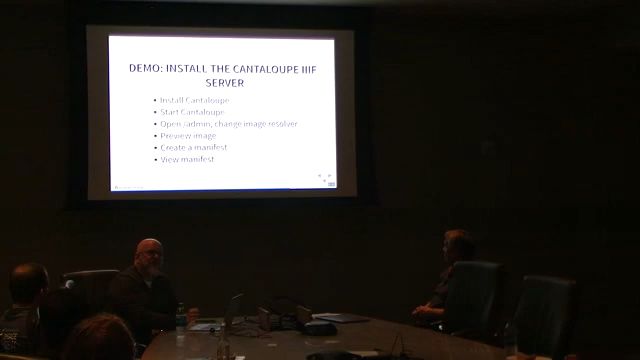 DEMO: INSTALL THE CANTALOUPE IIIF
SERVER
• Install Cantaloupe
• Start Cantaloupe
• Open /admin, change image resolver
• Preview image
• Create a manifest
• View manifest